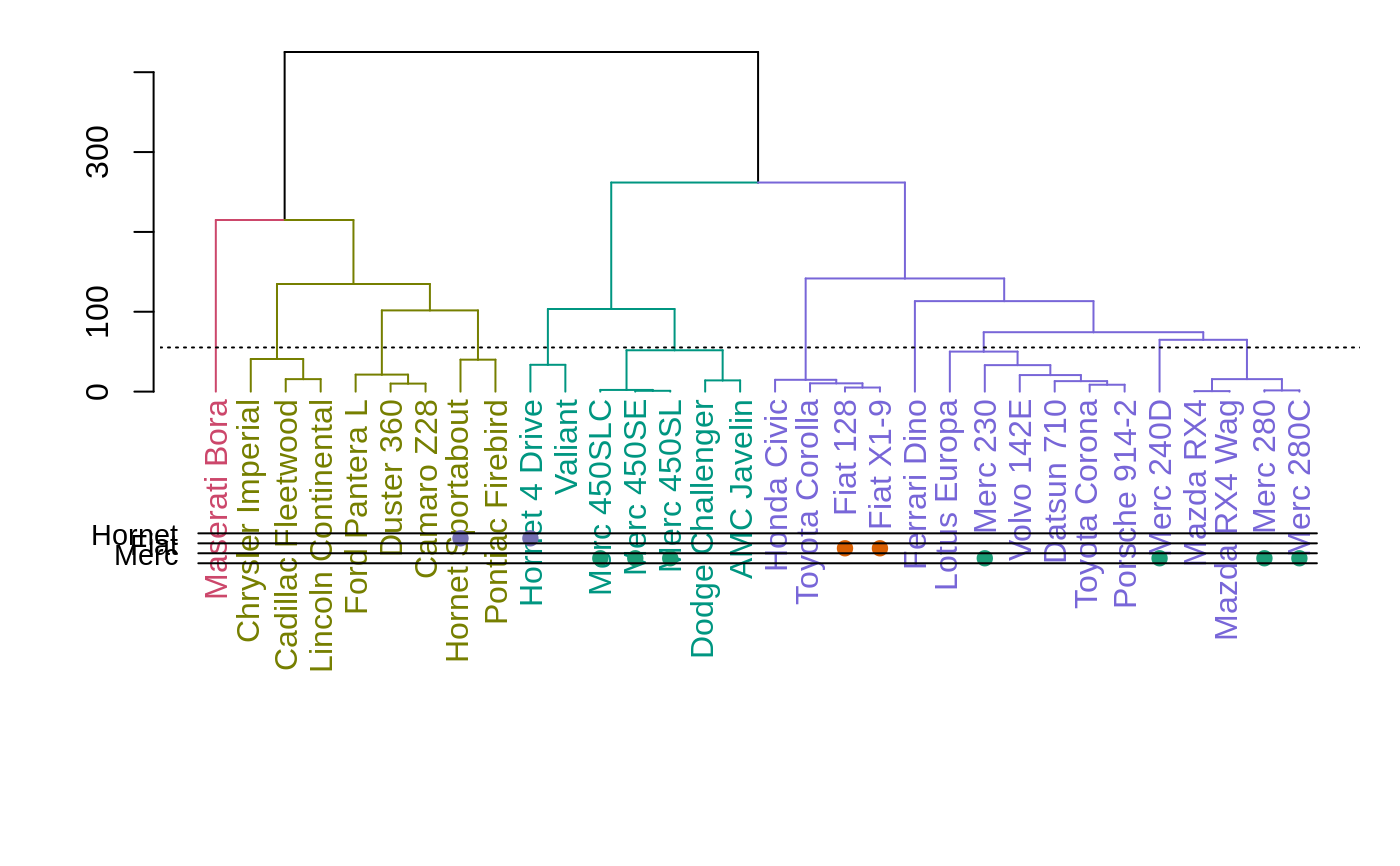 300
100
0
Maserati Bora
Chrysler Imperial
Cadillac Fleetwood
Lincoln Continental
Ford Pantera L
Duster 360
Camaro Z28
Hornet Sportabout
Pontiac Firebird
Hornet 4 Drive
Valiant
Merc 450SLC
Merc 450SE
Merc 450SL
Dodge Challenger
AMC Javelin
Honda Civic
Toyota Corolla
Fiat 128
Fiat X1-9
Ferrari Dino
Lotus Europa
Merc 230
Volvo 142E
Datsun 710
Toyota Corona
Porsche 914-2
Merc 240D
Mazda RX4
Mazda RX4 Wag
Merc 280
Merc 280C
Hornet
Fiat
Merc